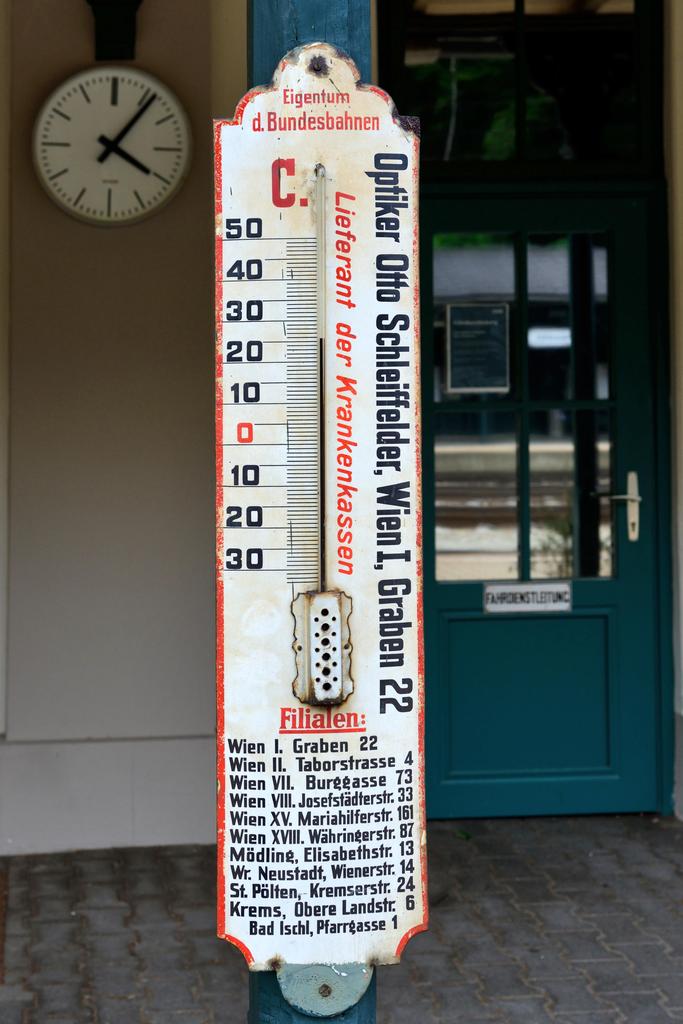 Eigentum
d. Bundesbahnen
C.
50
40
30
20
10
0
10
20
30
Lieferant der Krankenkassen
Optiker Otto Schleiffelder, Wien I, Graben 22
Filialen:
Wien I. Graben 22
Wien II. Taborstrasse 4
Wien VII. Burggasse 73
Wien VIII. Josefstädterstr. 33
Wien XV. Mariahilferstr. 161
Wien XVIII. Währingerstr. 87
Mödling, Elisabethstr. 13
Wr. Neustadt, Wienerstr. 14
St. Pölten, Kremserstr. 24
Krems, Obere Landstr. 6
Bad Ischl, Pfarrgasse 1
FAHRDIENSTLEITUNG